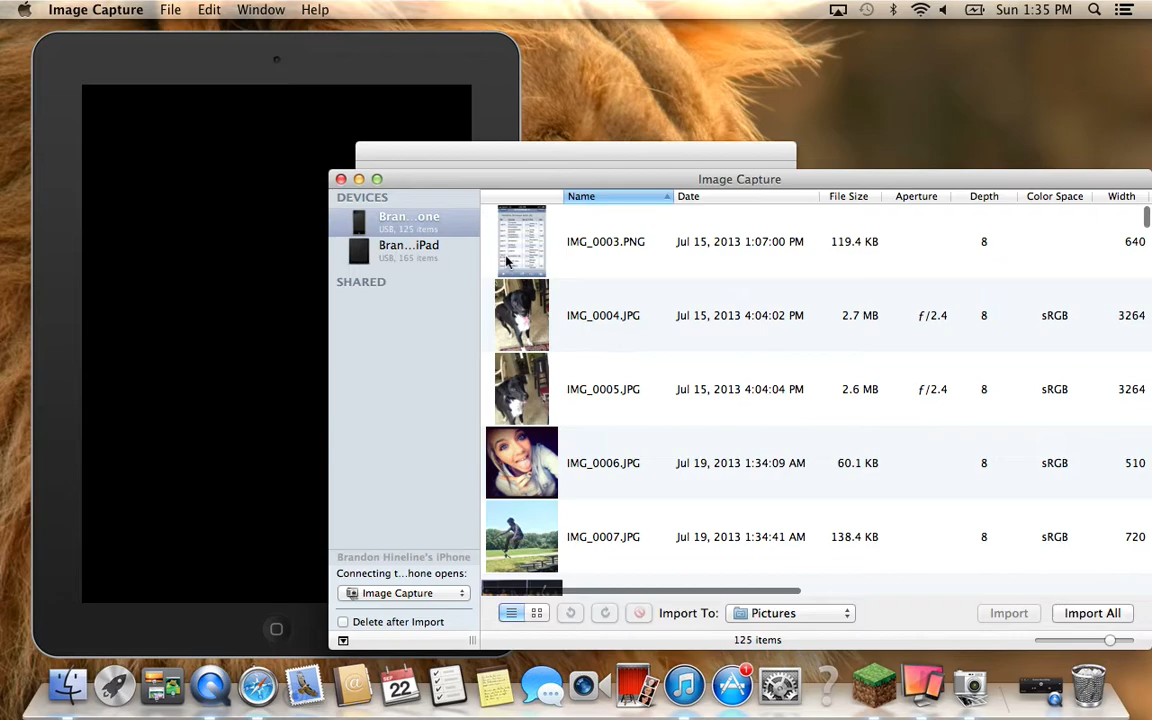 Image Capture File Edit Window Help Sun 1:35 PM
Image Capture
DEVICES Name Date File Size Aperture Depth Color Space Width
Bran...one
USB, 125 items
Bran...iPad
USB, 165 items
SHARED
IMG_0003.PNG Jul 15, 2013 1:07:00 PM 119.4 KB 8 640
IMG_0004.JPG Jul 15, 2013 4:04:02 PM 2.7 MB ƒ/2.4 8 sRGB 3264
IMG_0005.JPG Jul 15, 2013 4:04:04 PM 2.6 MB ƒ/2.4 8 sRGB 3264
IMG_0006.JPG Jul 19, 2013 1:34:09 AM 60.1 KB 8 sRGB 510
IMG_0007.JPG Jul 19, 2013 1:34:41 AM 138.4 KB 8 sRGB 720
Brandon Hineline's iPhone
Connecting t...hone opens:
Image Capture
Delete after Import
Import To: Pictures Import Import All
125 items
SEP
22
1
?